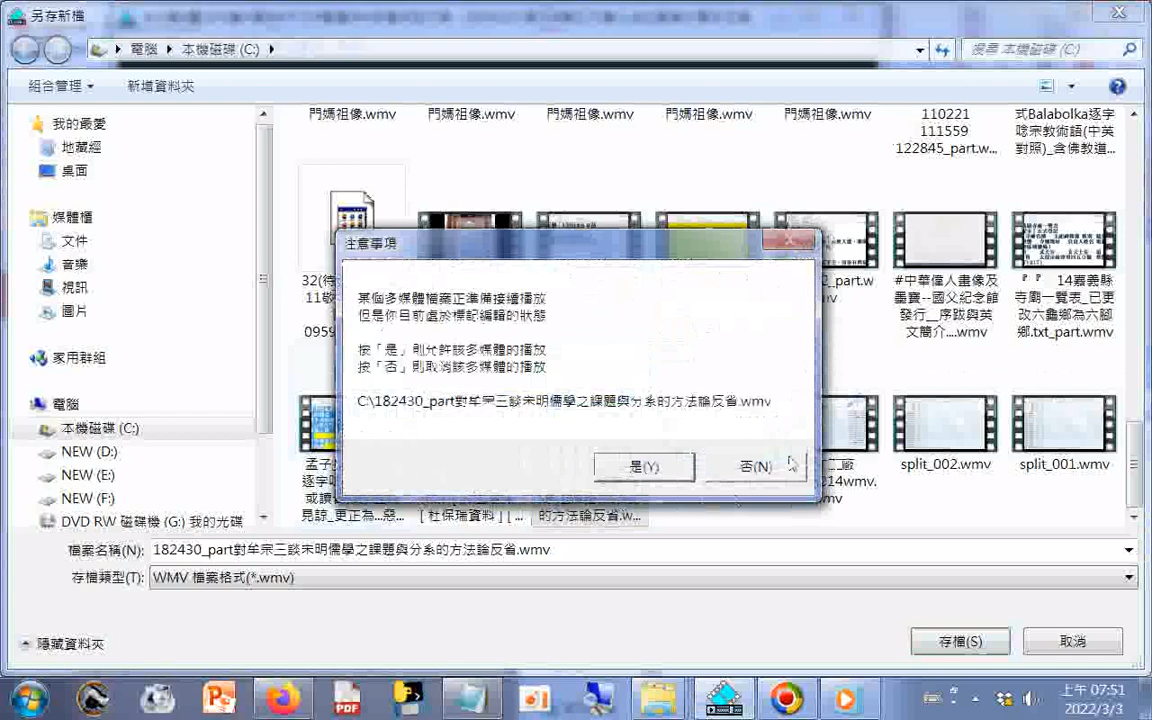 另存新檔
電腦 ▸ 本機磁碟 (C:) ▸
搜尋 本機磁碟 (C:)
組合管理 新增資料夾
我的最愛
地藏經
桌面
媒體櫃
文件
音樂
視訊
圖片
家用群組
電腦
本機磁碟 (C:)
NEW (D:)
NEW (E:)
NEW (F:)
DVD RW 磁碟機 (G:) 我的光碟
門媽祖像.wmv
門媽祖像.wmv
門媽祖像.wmv
門媽祖像.wmv
門媽祖像.wmv
110221
111559
122845_part.w...
式Balabolka逐字
唸宗教術語(中英
對照)_含佛教道...
#中華偉人畫像及
墨寶--國父紀念館
發行__序跋與英
文簡介....wmv
14嘉義縣
寺廟一覽表_已更
改六龜鄉為六腳
鄉.txt_part.wmv
split_002.wmv
split_001.wmv
見諒_更正為...惡...
[ 杜保瑞資料 ] [ ...
的方法論反省.w...
注意事項
某個多媒體檔案正準備接續播放
但是你目前處於標記編輯的狀態
按「是」則允許該多媒體的播放
按「否」則取消該多媒體的播放
C:\182430_part對牟宗三談宋明儒學之課題與分系的方法論反省.wmv
是(Y)
否(N)
檔案名稱(N): 182430_part對牟宗三談宋明儒學之課題與分系的方法論反省.wmv
存檔類型(T): WMV 檔案格式(*.wmv)
隱藏資料夾
存檔(S)
取消
上午 07:51
2022/3/3